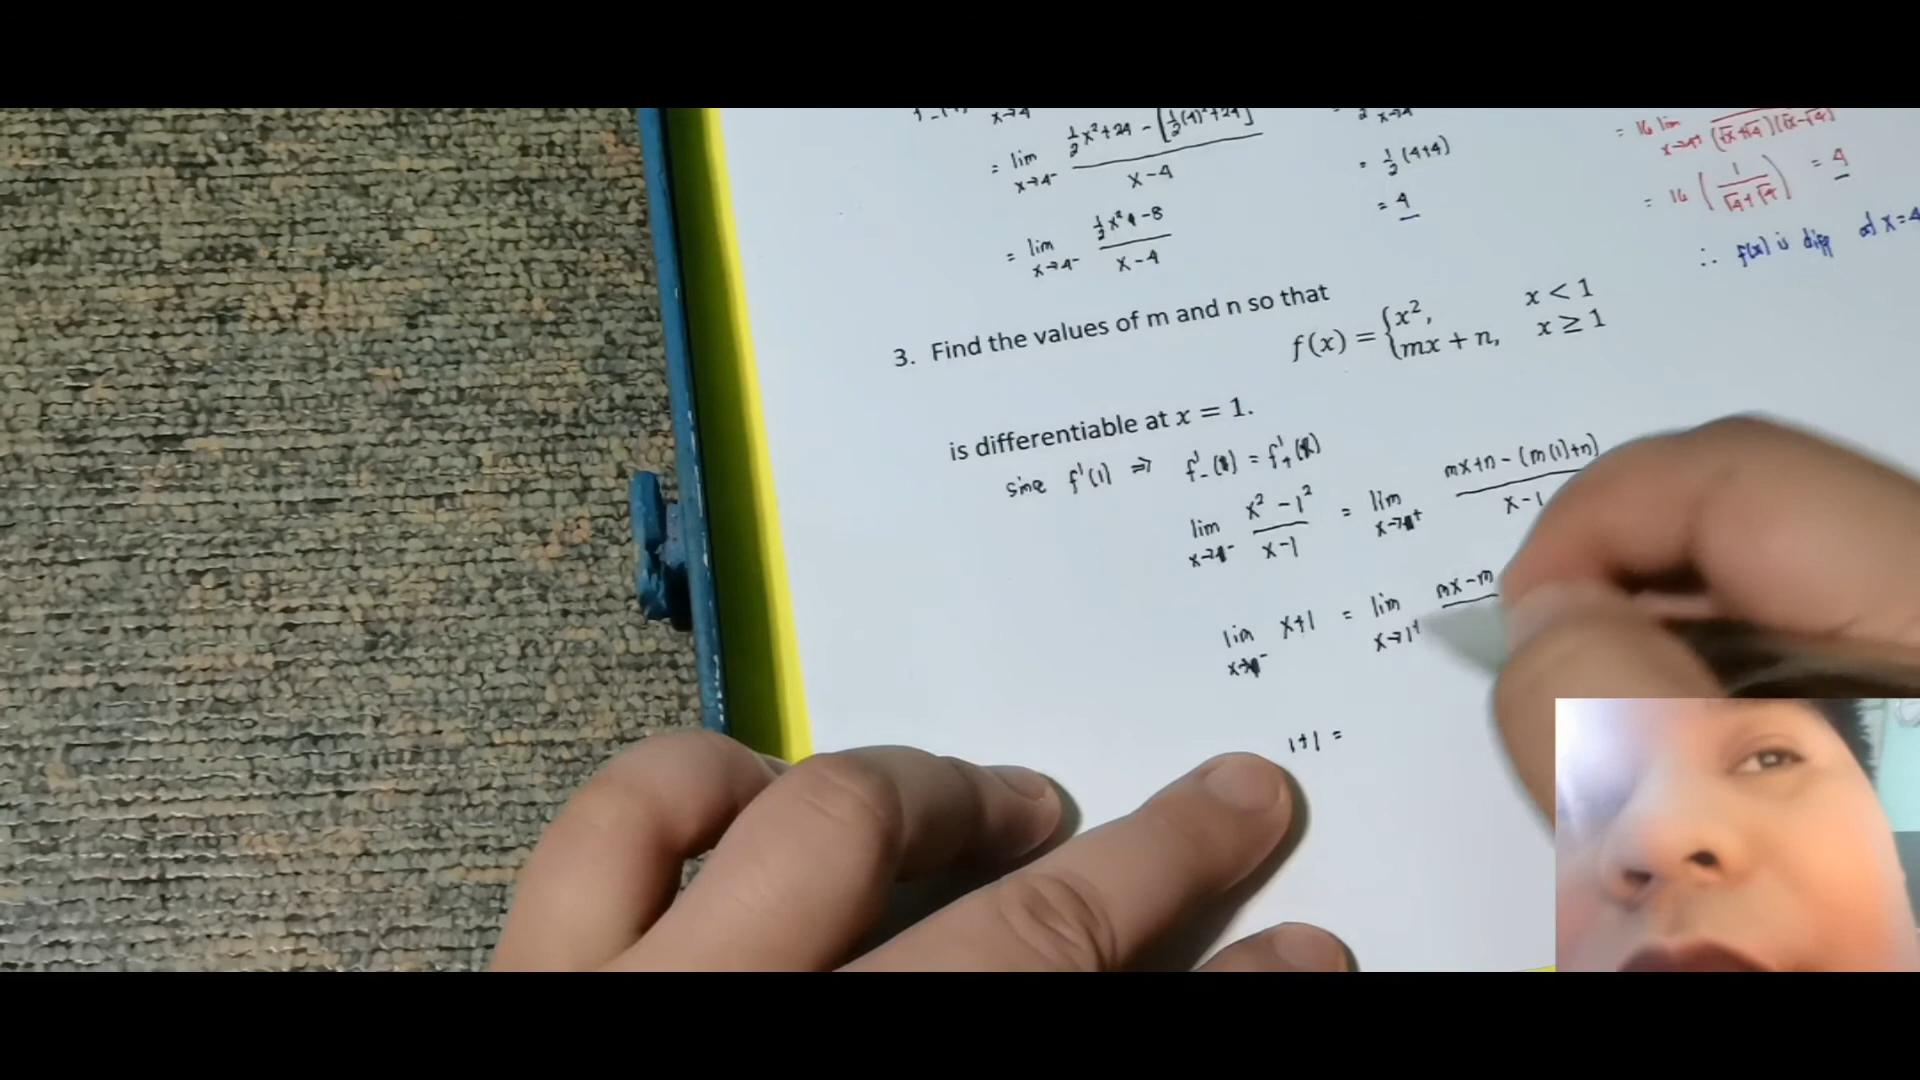 = lim x→4⁻ (½x²+24 − [½(4)²+24]) / (x−4)
= lim x→4⁻ (½x² −8) / (x−4)
= ½(4+4)
= 4
= 16 lim x→4⁺ / (√x+√4)(√x−√4)
= 16 (1 / (√4+√4)) = 4
∴ f(x) is diff at x=4
3. Find the values of m and n so that
f(x) = { x², x < 1
mx + n, x ≥ 1
is differentiable at x = 1.
since f'(1) ⇒ f'₋(1) = f'₊(1)
lim x→1⁻ (x² − 1²) / (x−1) = lim x→1⁺ (mx+n − (m(1)+n)) / (x−1)
lim x→1⁻ x+1 = lim x→1⁺ mx−m
1+1 =